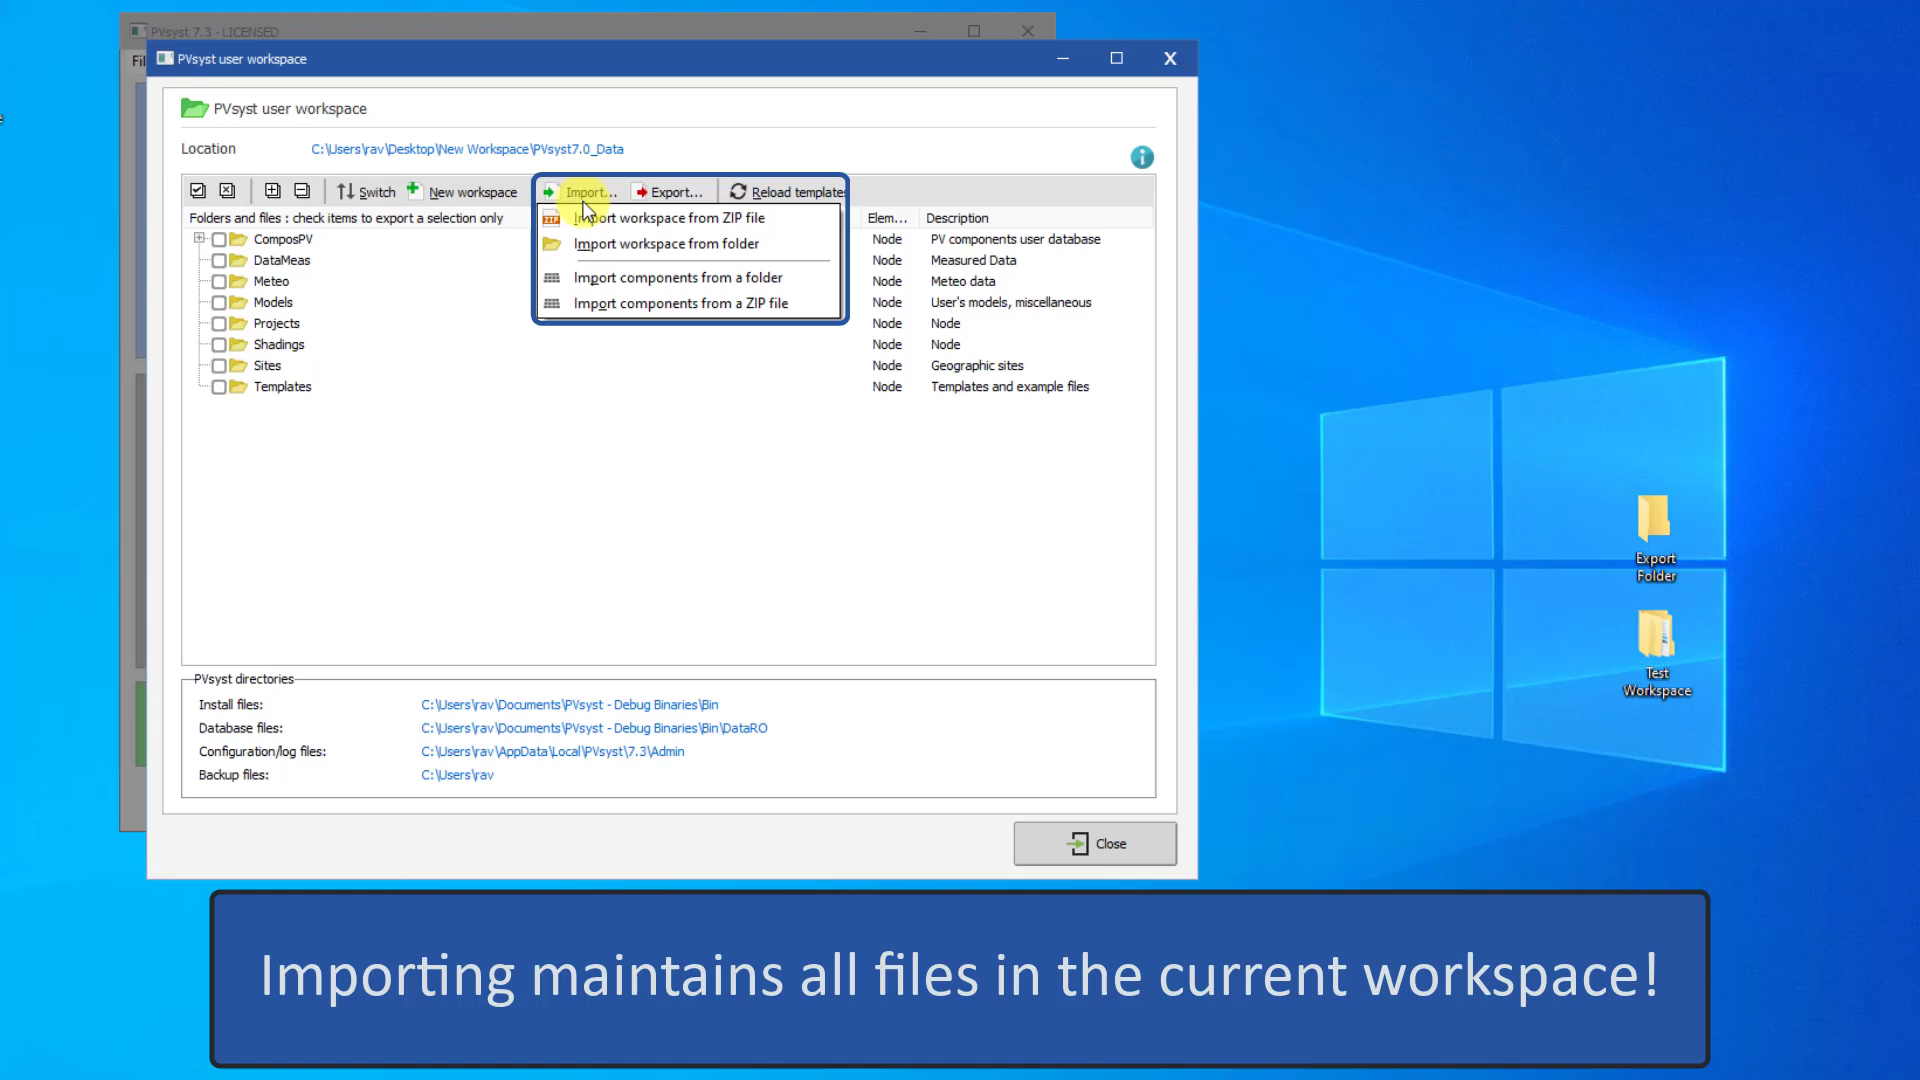 PVsyst 7.3 - LICENSED
Fil
PVsyst user workspace
PVsyst user workspace
Location C:\Users\rav\Desktop\New Workspace\PVsyst7.0_Data
Switch New workspace Import... Export... Reload templates
Folders and files : check items to export a selection only Elem... Description
Import workspace from ZIP file
Import workspace from folder
Import components from a folder
Import components from a ZIP file
ComposPV Node PV components user database
DataMeas Node Measured Data
Meteo Node Meteo data
Models Node User's models, miscellaneous
Projects Node Node
Shadings Node Node
Sites Node Geographic sites
Templates Node Templates and example files
PVsyst directories
Install files: C:\Users\rav\Documents\PVsyst - Debug Binaries\Bin
Database files: C:\Users\rav\Documents\PVsyst - Debug Binaries\Bin\DataRO
Configuration/log files: C:\Users\rav\AppData\Local\PVsyst\7.3\Admin
Backup files: C:\Users\rav
Close
Export
Folder
Test
Workspace
Importing maintains all files in the current workspace!